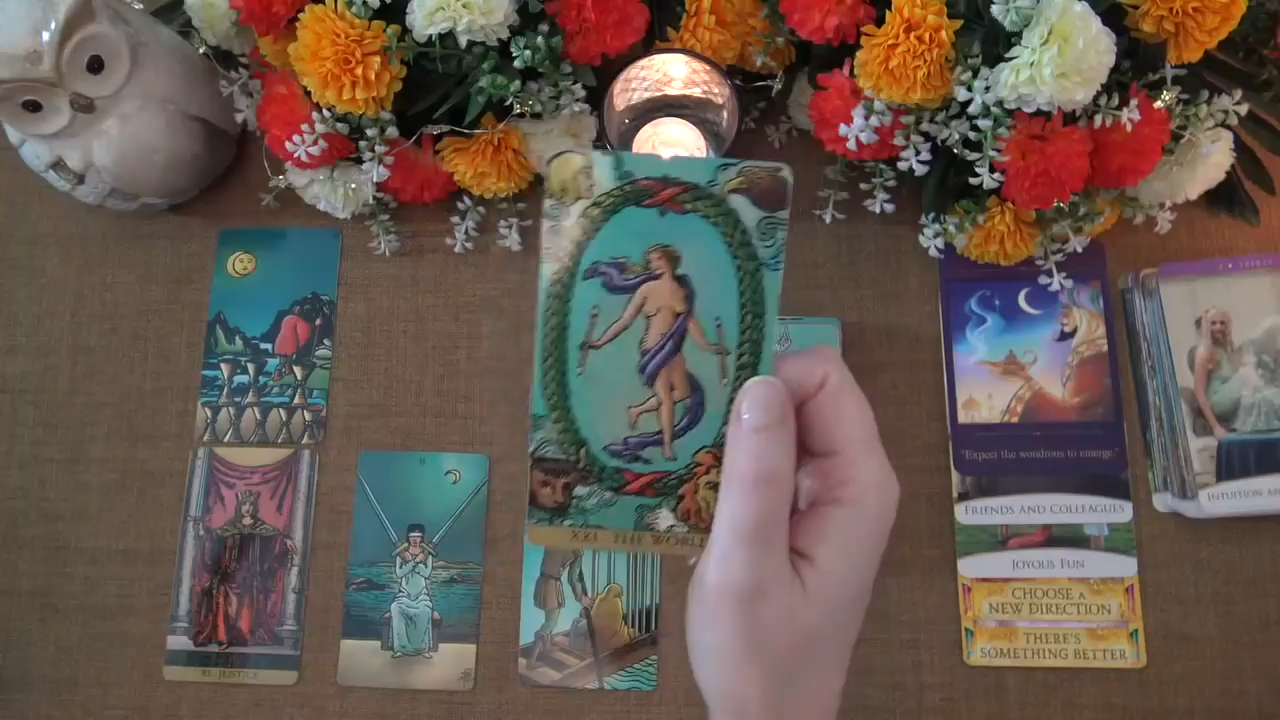 XXI THE WORLD
XI. JUSTICE
II
"Expect the wondrous to emerge."
FRIENDS AND COLLEAGUES
JOYOUS FUN
CHOOSE A
NEW DIRECTION
THERE'S
SOMETHING BETTER
INTUITION